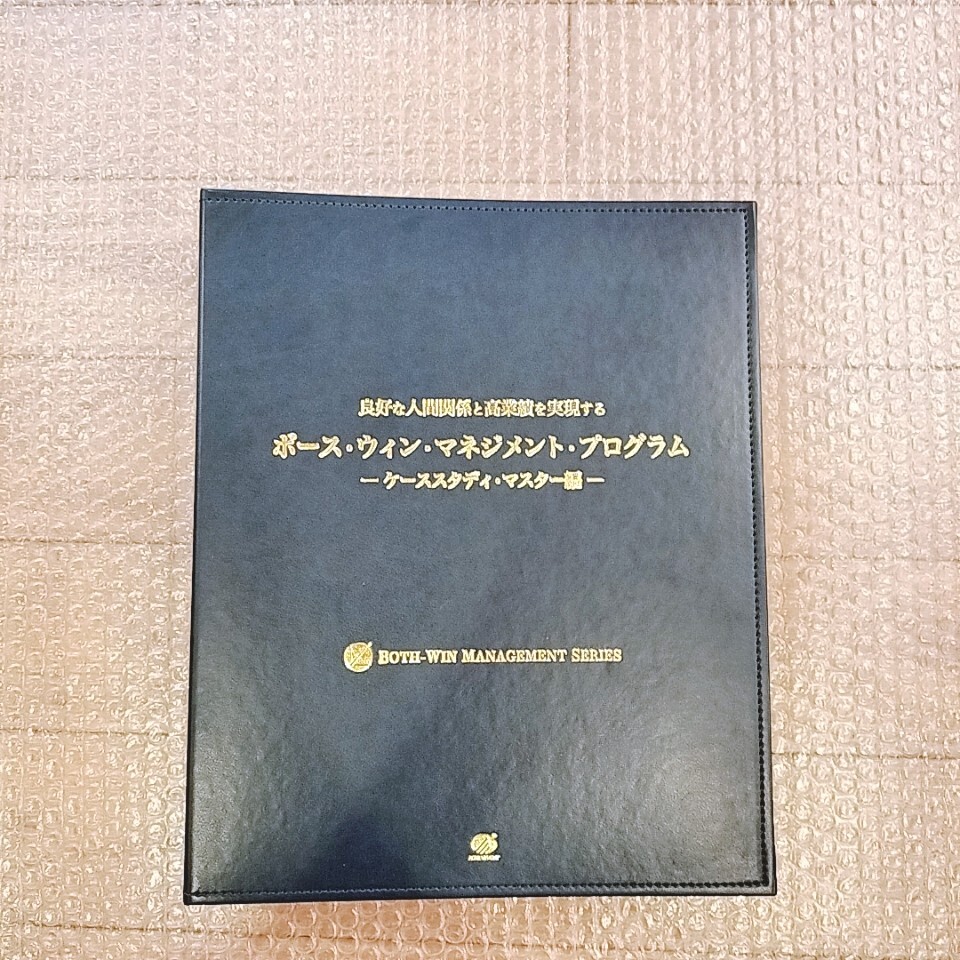 良好な人間関係と高業績を実現する
ボース・ウィン・マネジメント・プログラム
― ケーススタディ・マスター編 ―
BOTH-WIN MANAGEMENT SERIES